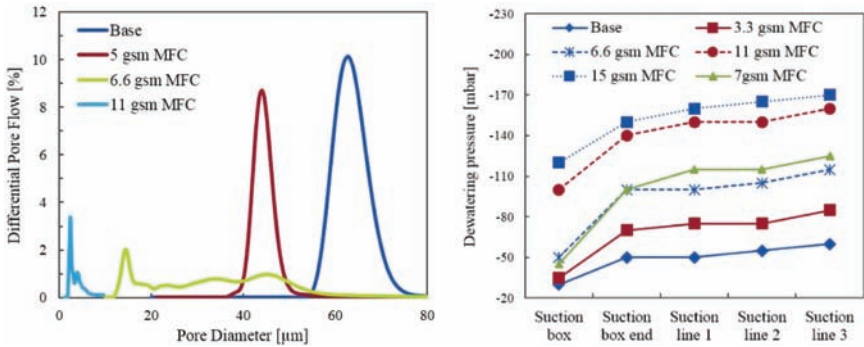 12
10
8
6
4
2
0
Differential Pore Flow [%]
Base
5 gsm MFC
6.6 gsm MFC
11 gsm MFC
0 20 40 60 80
Pore Diameter [µm]
-230
-200
-170
-140
-110
-80
-50
-20
Dewatering pressure [mbar]
Base 3.3 gsm MFC
6.6 gsm MFC 11 gsm MFC
15 gsm MFC 7gsm MFC
Suction Suction Suction Suction Suction
box box end line 1 line 2 line 3